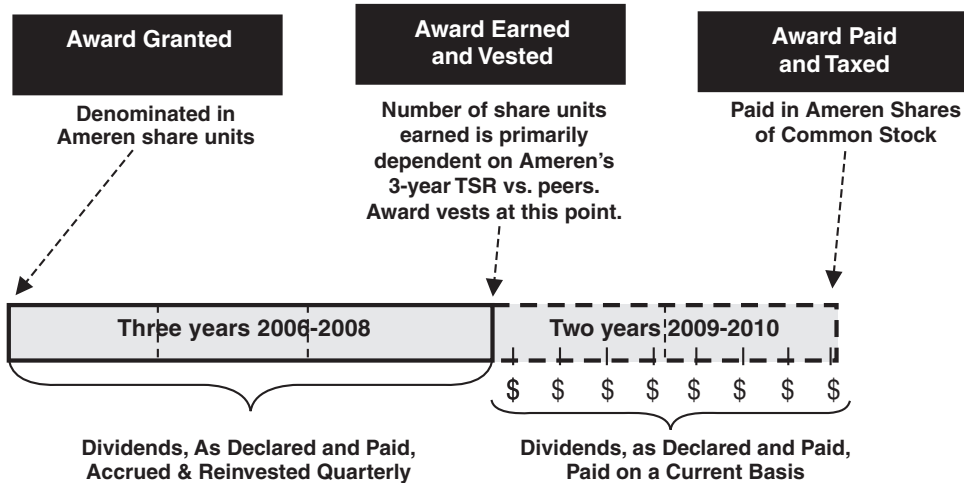 Award Granted
Award Earned
and Vested
Award Paid
and Taxed
Denominated in
Ameren share units
Number of share units
earned is primarily
dependent on Ameren's
3-year TSR vs. peers.
Award vests at this point.
Paid in Ameren Shares
of Common Stock
Three years 2006-2008
Two years 2009-2010
$ $ $ $ $ $ $ $
Dividends, As Declared and Paid,
Accrued & Reinvested Quarterly
Dividends, as Declared and Paid,
Paid on a Current Basis